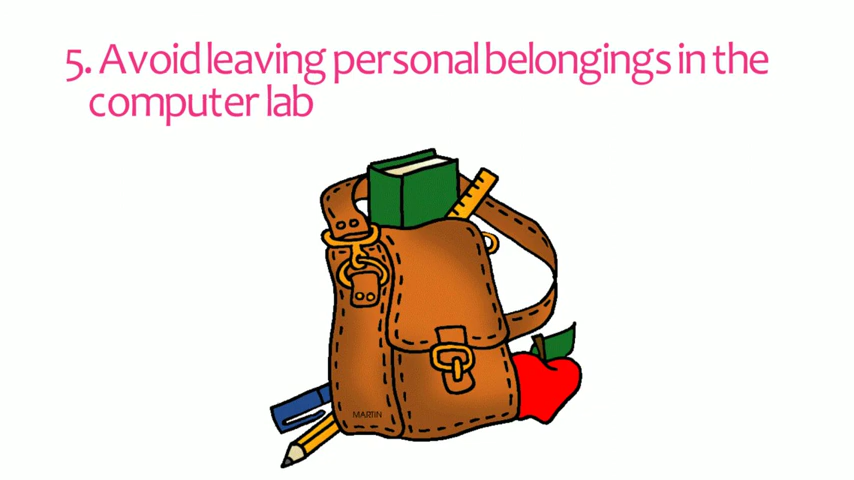 5. Avoid leaving personal belongings in the
computer lab
MARTIN